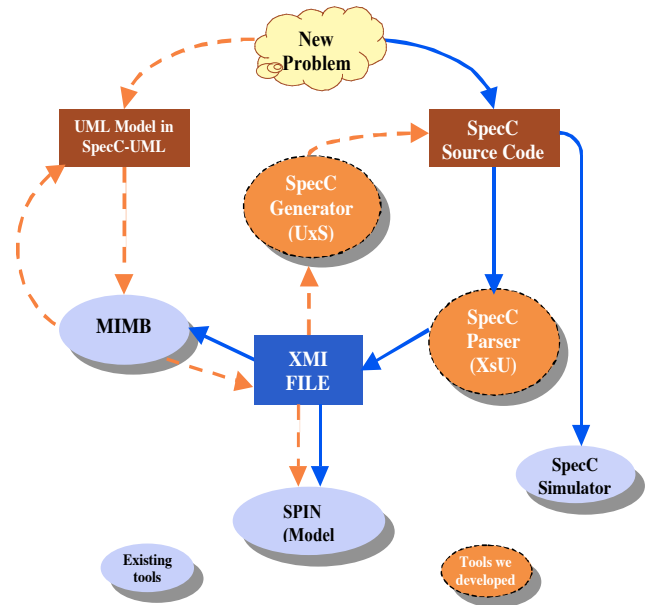 New
Problem
UML Model in
SpecC-UML
SpecC
Source Code
SpecC
Generator
(UxS)
MIMB
XMI
FILE
SpecC
Parser
(XsU)
SpecC
Simulator
SPIN
(Model
Existing
tools
Tools we
developed